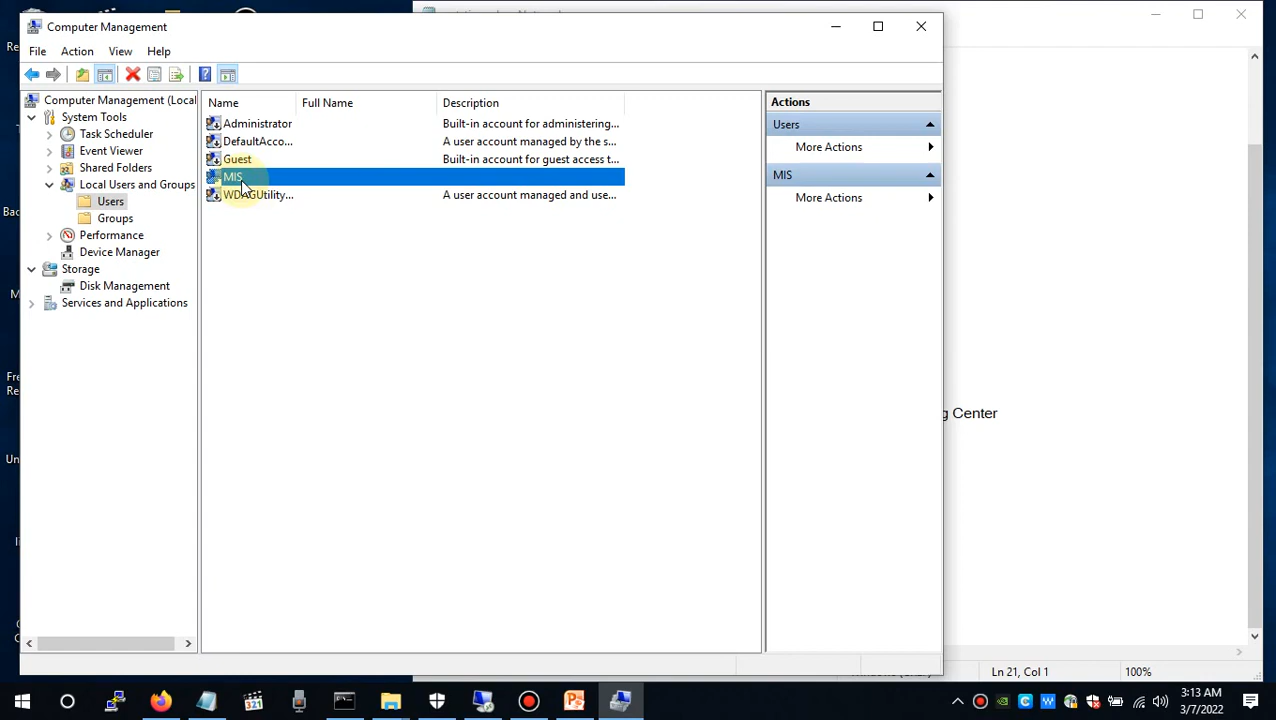 Computer Management
File Action View Help
Computer Management (Local
System Tools
Task Scheduler
Event Viewer
Shared Folders
Local Users and Groups
Users
Groups
Performance
Device Manager
Storage
Disk Management
Services and Applications
Name Full Name Description
Administrator Built-in account for administering...
DefaultAcco... A user account managed by the s...
Guest Built-in account for guest access t...
MIS
WDAGUtility... A user account managed and use...
Actions
Users
More Actions
MIS
More Actions
g Center
Ln 21, Col 1 100%
321
3:13 AM
3/7/2022